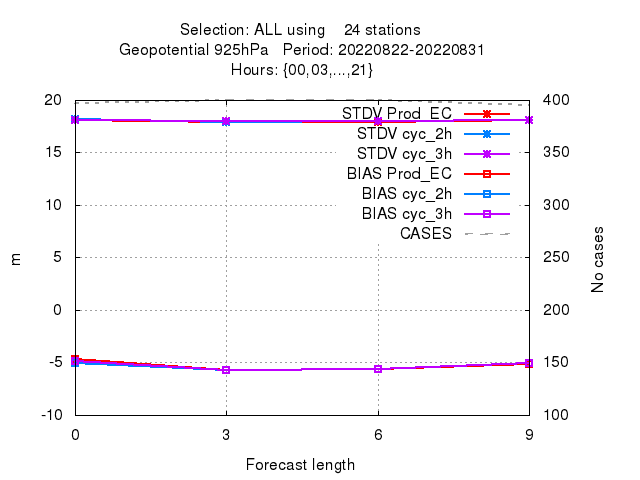 Selection: ALL using 24 stations
Geopotential 925hPa Period: 20220822-20220831
Hours: {00,03,...,21}
20 400
STDV Prod_EC
STDV cyc_2h
15 350
STDV cyc_3h
BIAS Prod_EC
BIAS cyc_2h
10 300
BIAS cyc_3h
CASES
5 250
m
No cases
0 200
-5 150
-10 100
0 3 6 9
Forecast length